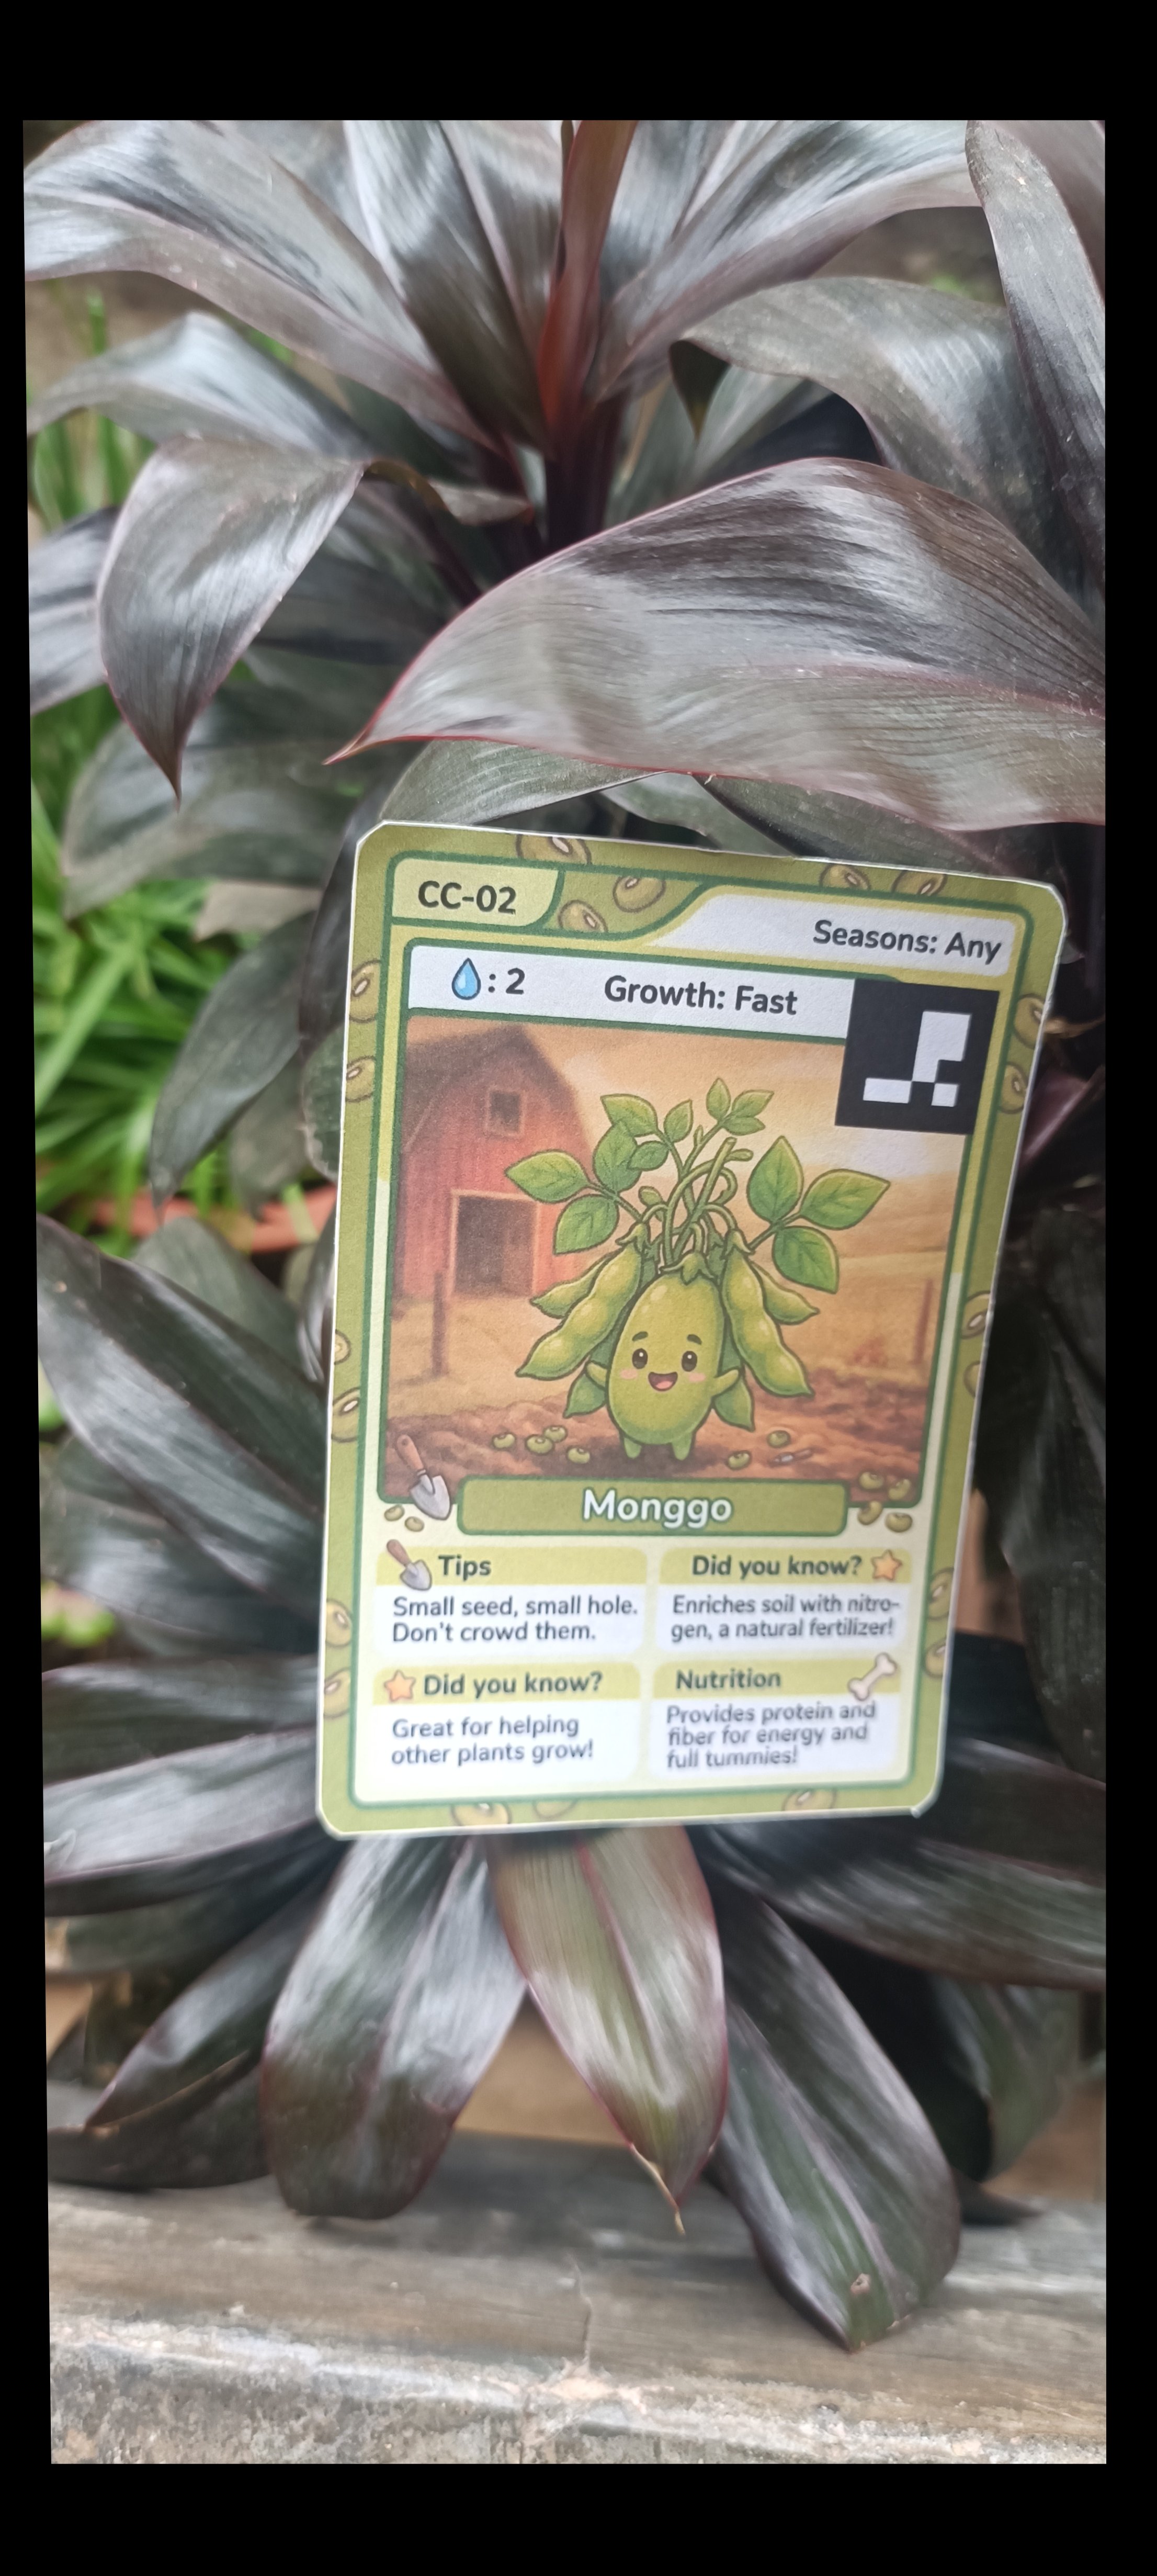 CC-02
Seasons: Any
: 2
Growth: Fast
Monggo
Tips
Small seed, small hole.
Don't crowd them.
Did you know?
Enriches soil with nitro-
gen, a natural fertilizer!
Did you know?
Great for helping
other plants grow!
Nutrition
Provides protein and
fiber for energy and
full tummies!